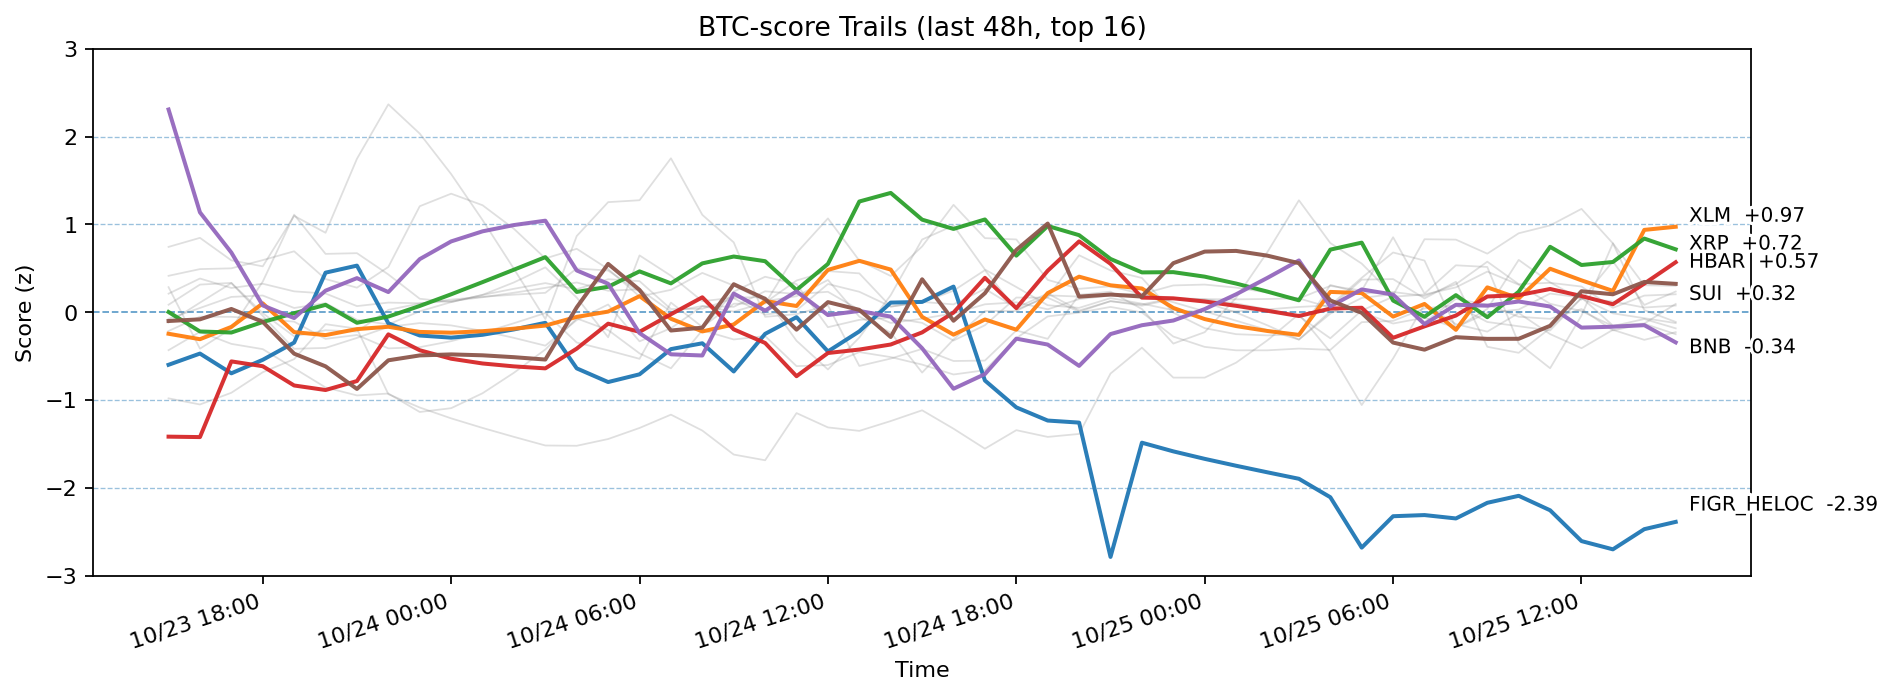 BTC-score Trails (last 48h, top 16)
Score (z)
3
2
1
0
−1
−2
−3
XLM +0.97
XRP +0.72
HBAR +0.57
SUI +0.32
BNB -0.34
FIGR_HELOC -2.39
10/23 18:00
10/24 00:00
10/24 06:00
10/24 12:00
10/24 18:00
10/25 00:00
10/25 06:00
10/25 12:00
Time